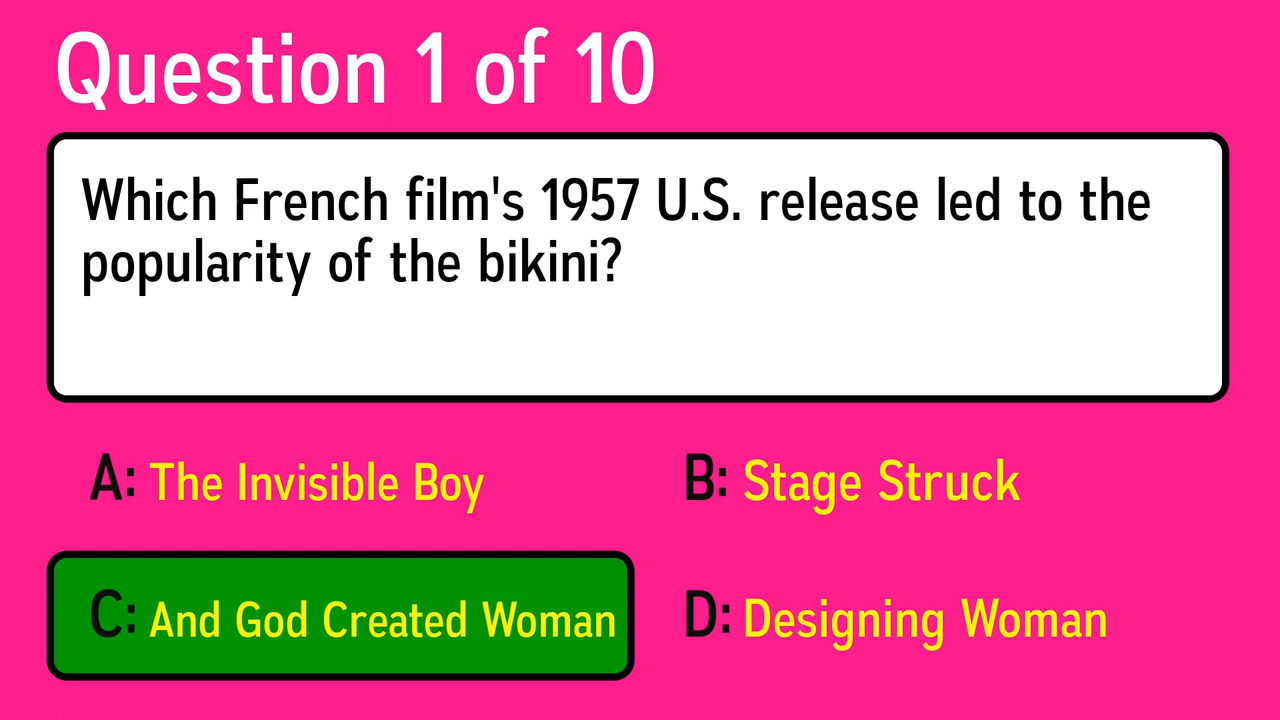 Question 1 of 10
Which French film's 1957 U.S. release led to the
popularity of the bikini?
A: The Invisible Boy
B: Stage Struck
C: And God Created Woman
D: Designing Woman